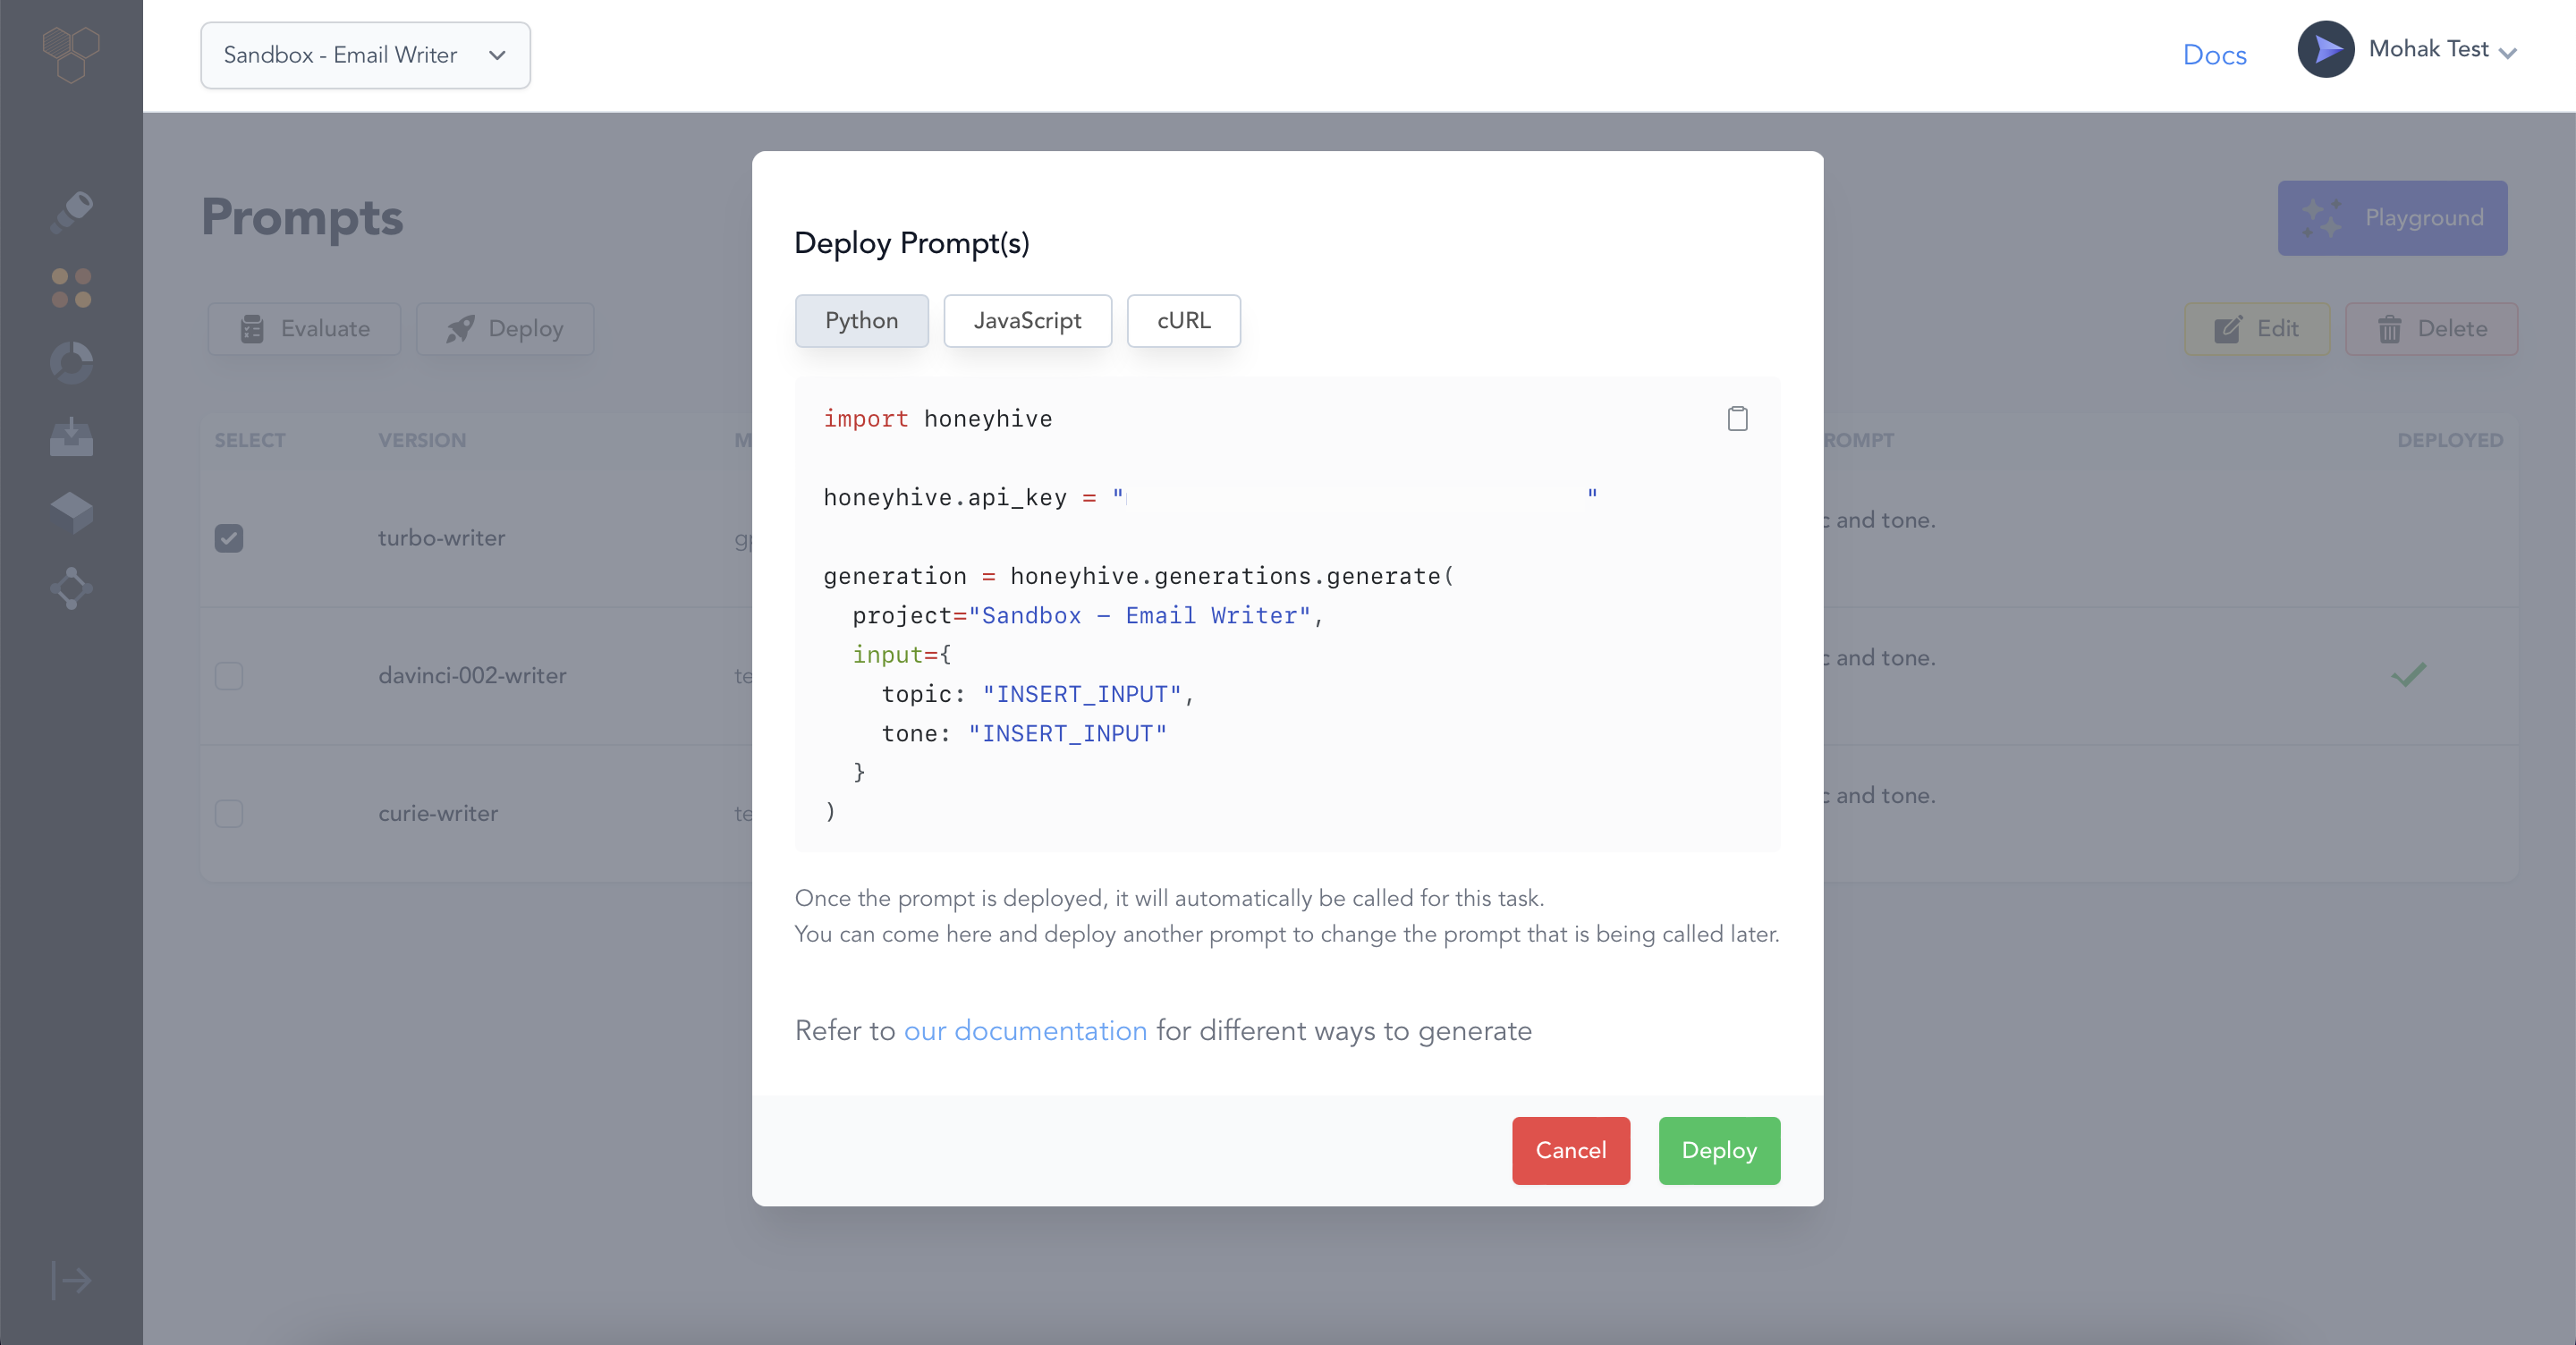 Sandbox - Email Writer
Docs
Mohak Test
Prompts
Playground
Evaluate
Deploy
Edit
Delete
SELECT
VERSION
DEPLOYED
turbo-writer
and tone.
davinci-002-writer
and tone.
curie-writer
and tone.
Deploy Prompt(s)
Python
JavaScript
cURL
import honeyhive
honeyhive.api_key = " "
generation = honeyhive.generations.generate(
project="Sandbox – Email Writer",
input={
topic: "INSERT_INPUT",
tone: "INSERT_INPUT"
}
)
Once the prompt is deployed, it will automatically be called for this task.
You can come here and deploy another prompt to change the prompt that is being called later.
Refer to our documentation for different ways to generate
Cancel
Deploy